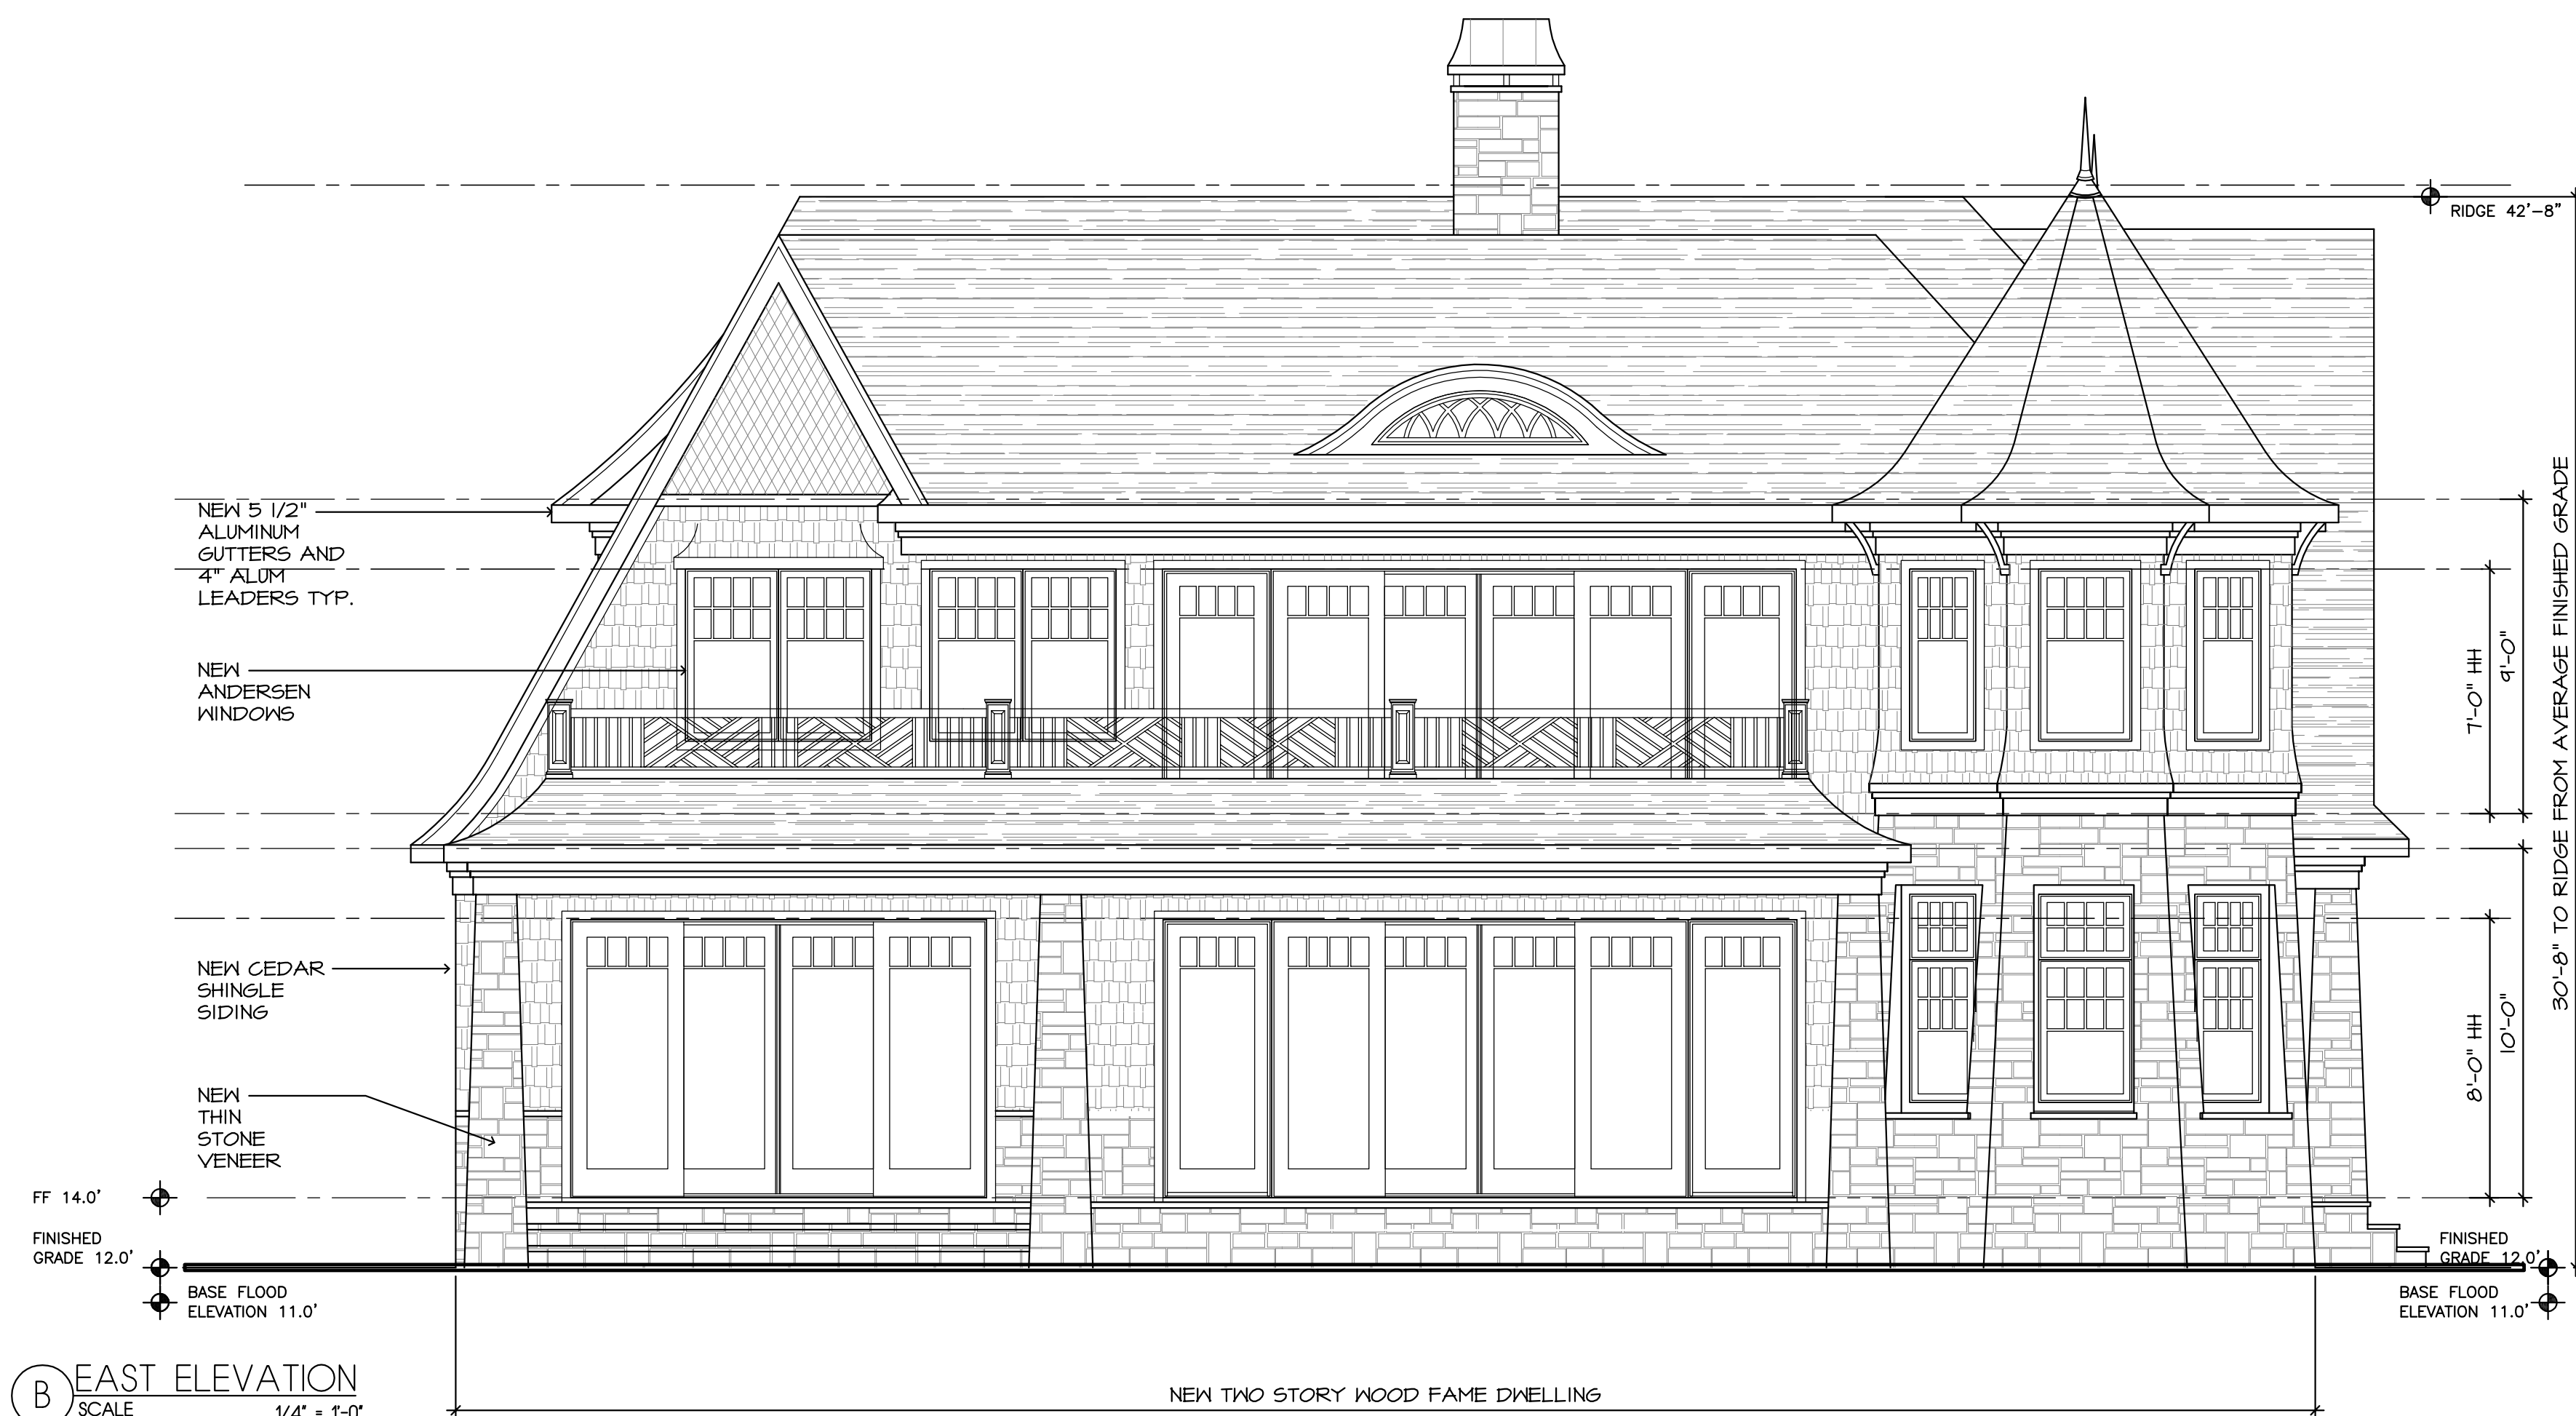 RIDGE 42'-8"
NEW 5 1/2"
ALUMINUM
GUTTERS AND
4" ALUM
LEADERS TYP.
NEW
ANDERSEN
WINDOWS
7'-0" HH
9'-0"
30'-8" TO RIDGE FROM AVERAGE FINISHED GRADE
NEW CEDAR
SHINGLE
SIDING
NEW
THIN
STONE
VENEER
8'-0" HH
10'-0"
FF 14.0'
FINISHED
GRADE 12.0'
BASE FLOOD
ELEVATION 11.0'
FINISHED
GRADE 12.0'
BASE FLOOD
ELEVATION 11.0'
B EAST ELEVATION
SCALE 1/4" = 1'-0"
NEW TWO STORY WOOD FAME DWELLING